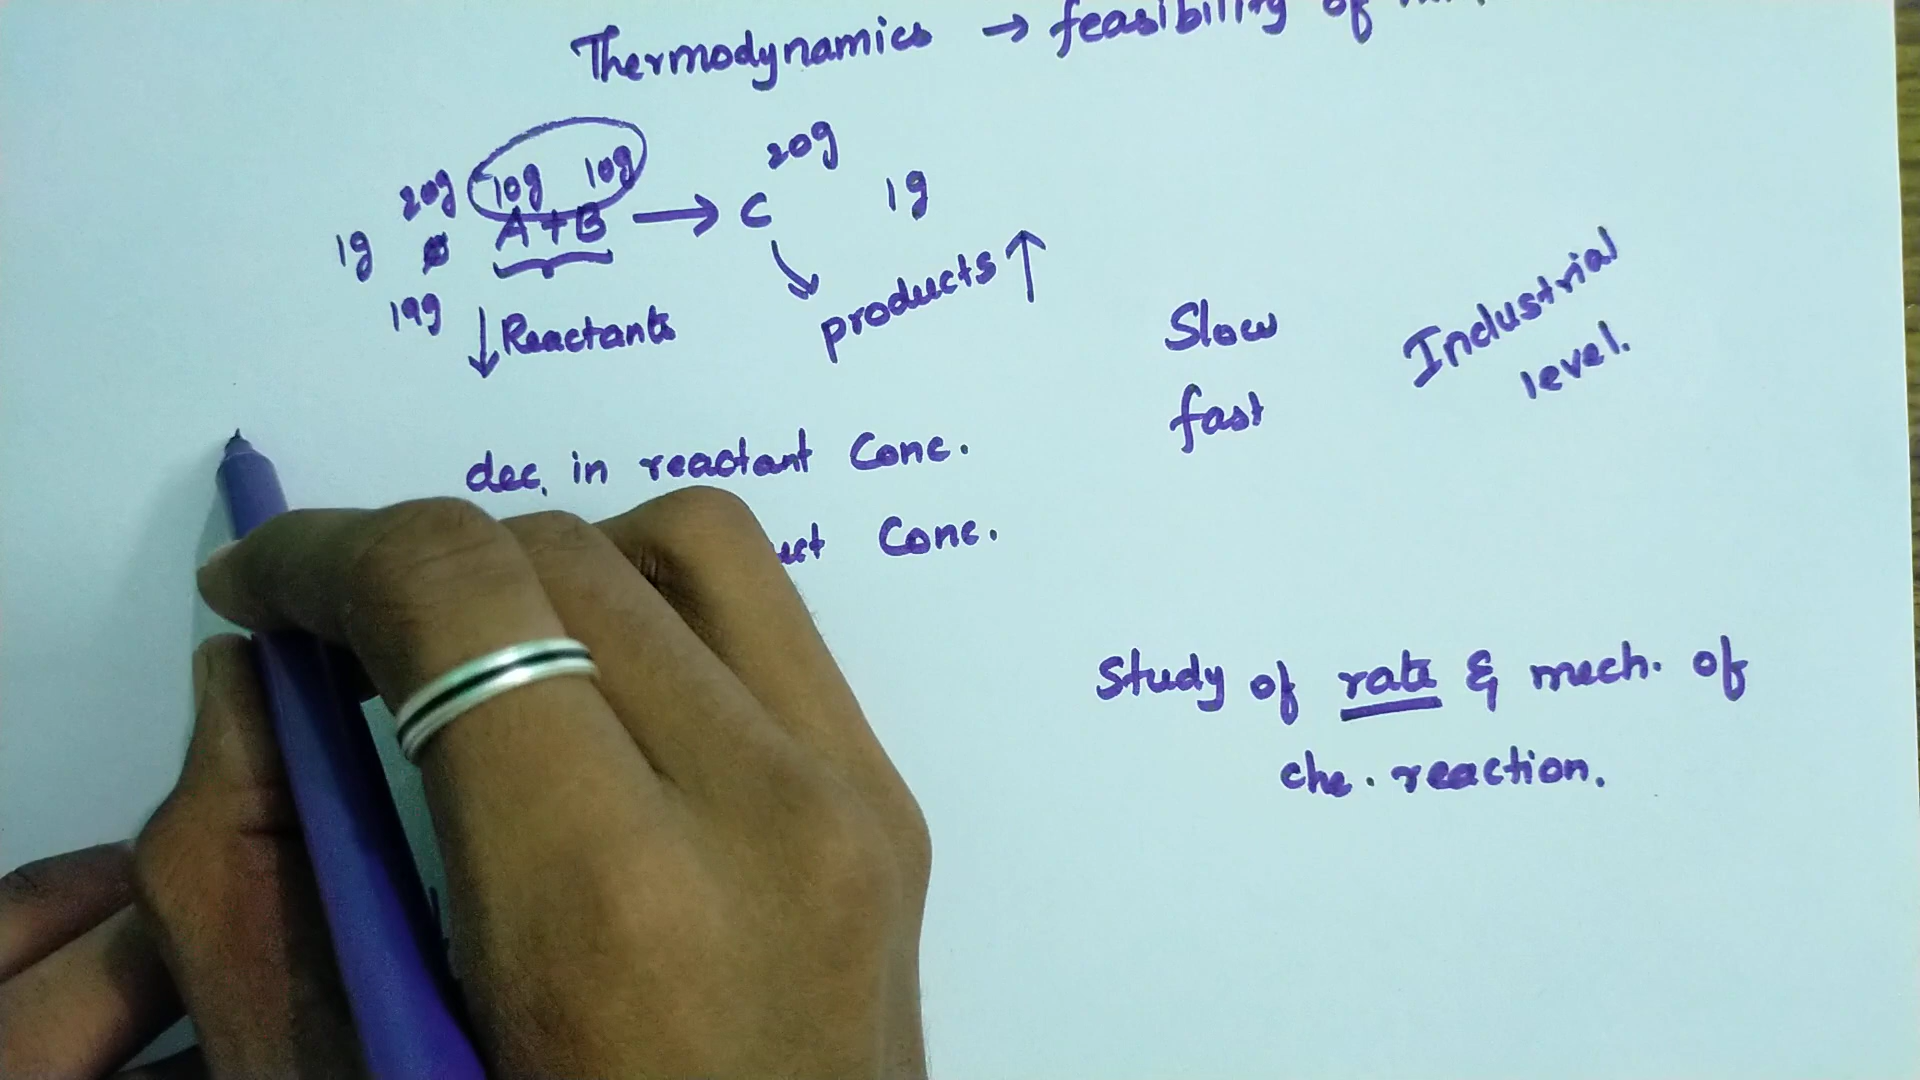 Thermodynamics → feasibility of
20g 10g 10g 20g
1g A + B → C 1g
19g
↓ Reactants
products ↑
Slow
fast
Industrial
level.
dec. in reactant Conc.
Conc.
Study of rate & mech. of
che. reaction.